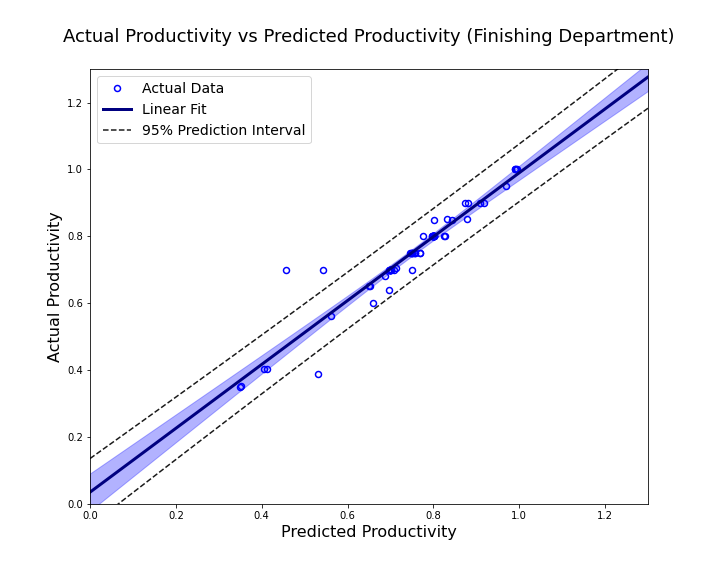 Actual Productivity vs Predicted Productivity (Finishing Department)
Actual Data
Linear Fit
95% Prediction Interval
1.2
1.0
0.8
0.6
0.4
0.2
0.0
Actual Productivity
0.0 0.2 0.4 0.6 0.8 1.0 1.2
Predicted Productivity